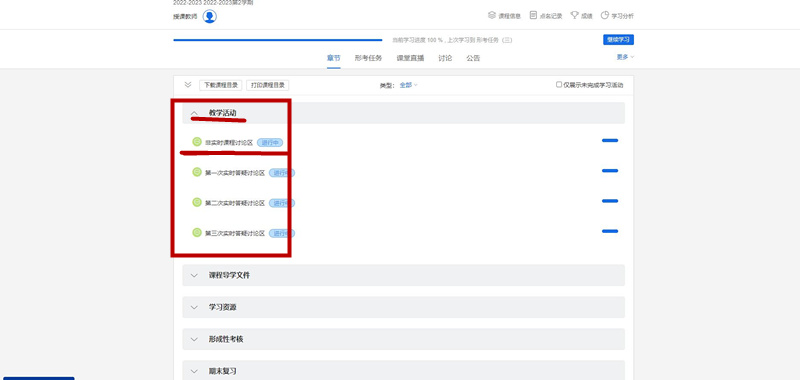 2022-2023 2022-2023第2学期
授课教师
课程信息 点名记录 成绩 学习分析
当前学习进度 100 % , 上次学习到 形考任务 (三) 继续学习
章节 形考任务 课堂直播 讨论 公告 更多
下载课程目录 打印课程目录 类型: 全部 仅展示未完成学习活动
教学活动
非实时课程讨论区 进行中
第一次实时答疑讨论区 进行中
第二次实时答疑讨论区 进行中
第三次实时答疑讨论区 进行中
课程导学文件
学习资源
形成性考核
期末复习